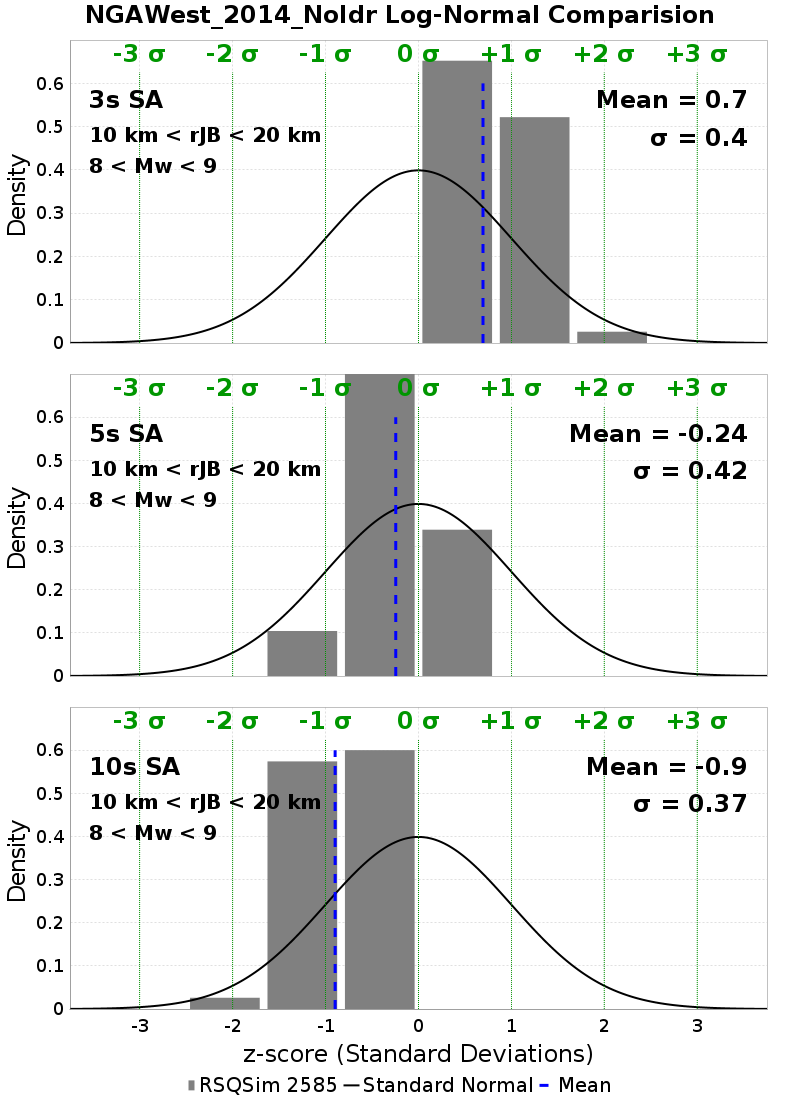 NGAWest_2014_NoIdr Log-Normal Comparision
-3 σ -2 σ -1 σ 0 σ +1 σ +2 σ +3 σ
0.6
3s SA
Mean = 0.7
0.5
10 km < rJB < 20 km
σ = 0.4
0.4
8 < Mw < 9
Density
0.3
0.2
0.1
0
-3 σ -2 σ -1 σ 0 σ +1 σ +2 σ +3 σ
0.6
5s SA
Mean = -0.24
0.5
10 km < rJB < 20 km
σ = 0.42
0.4
8 < Mw < 9
Density
0.3
0.2
0.1
0
-3 σ -2 σ -1 σ 0 σ +1 σ +2 σ +3 σ
0.6
10s SA
Mean = -0.9
0.5
10 km < rJB < 20 km
σ = 0.37
0.4
8 < Mw < 9
Density
0.3
0.2
0.1
0
-3 -2 -1 0 1 2 3
z-score (Standard Deviations)
RSQSim 2585 Standard Normal Mean